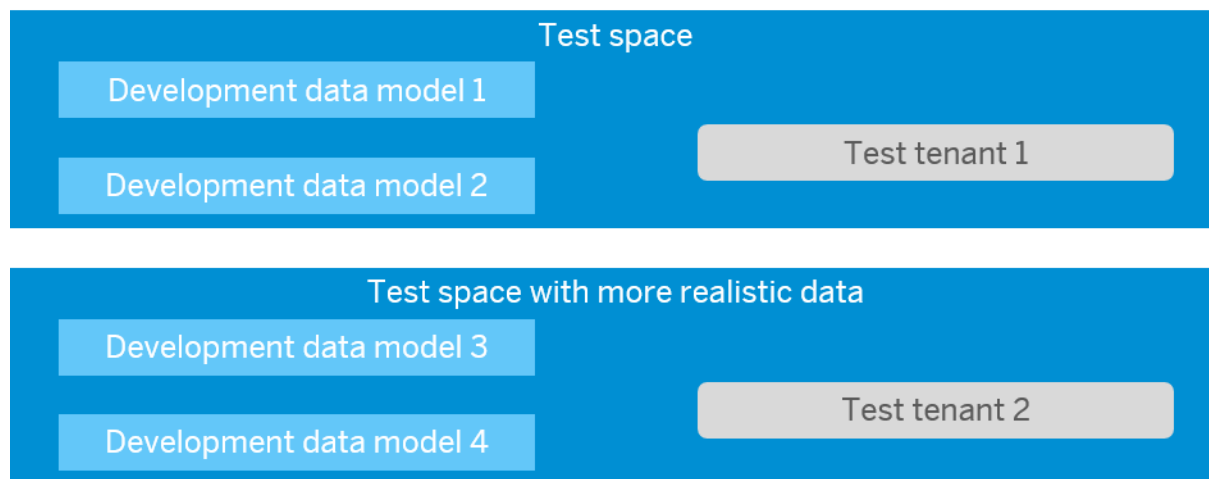 Test space
Development data model 1
Test tenant 1
Development data model 2
Test space with more realistic data
Development data model 3
Test tenant 2
Development data model 4